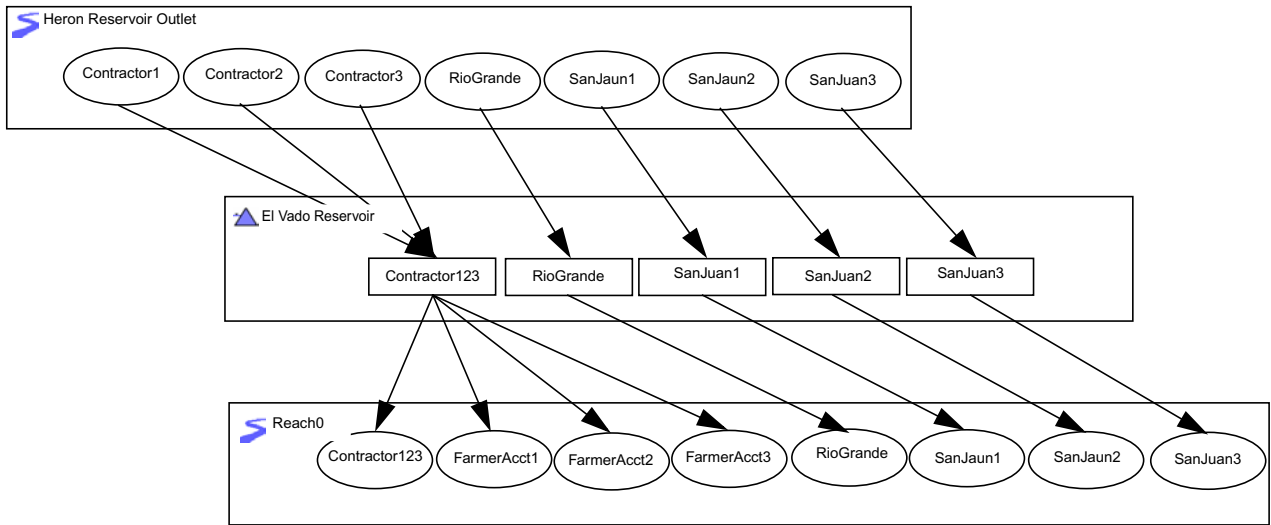 Heron Reservoir Outlet
Contractor1
Contractor2
Contractor3
RioGrande
SanJaun1
SanJaun2
SanJuan3
El Vado Reservoir
Contractor123
RioGrande
SanJuan1
SanJuan2
SanJuan3
Reach0
Contractor123
FarmerAcct1
FarmerAcct2
FarmerAcct3
RioGrande
SanJaun1
SanJaun2
SanJuan3